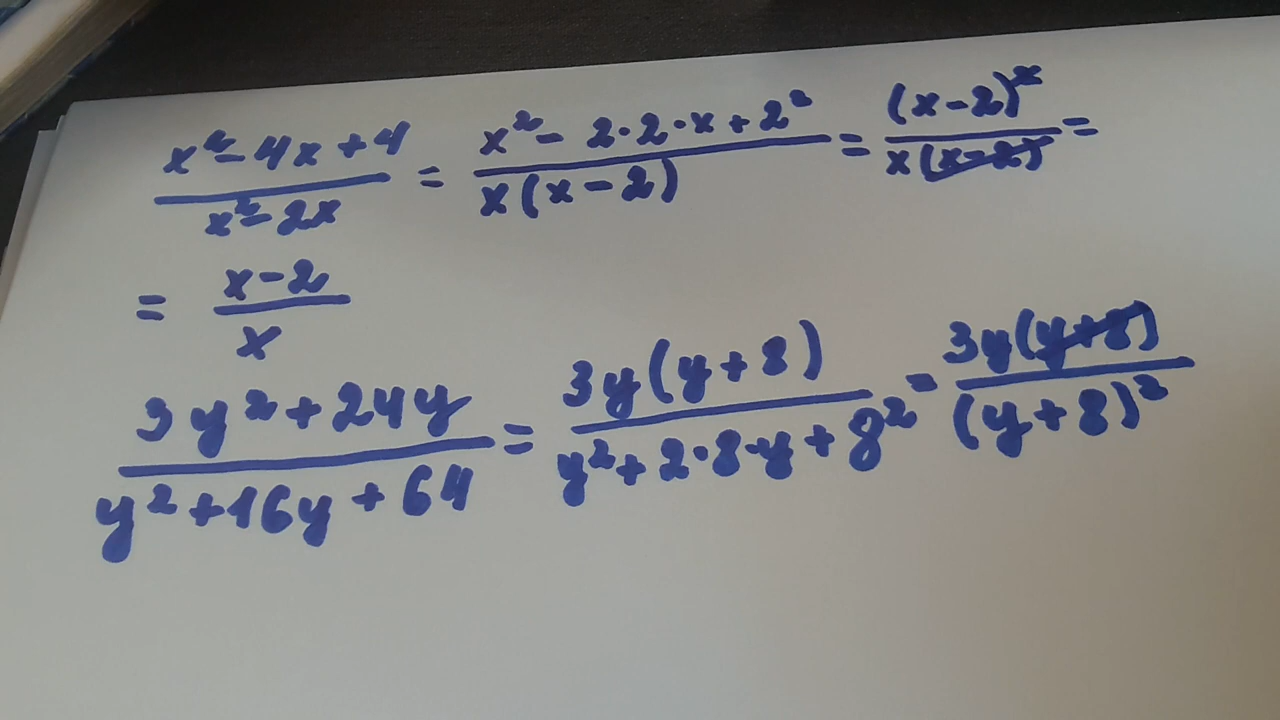 x² - 4x + 4 / x² - 2x = x² - 2·2·x + 2² / x(x - 2) = (x - 2)² / x(x - 2) =
= x - 2 / x
3y² + 24y / y² + 16y + 64 = 3y(y + 8) / y² + 2·8·y + 8² = 3y(y + 8) / (y + 8)²